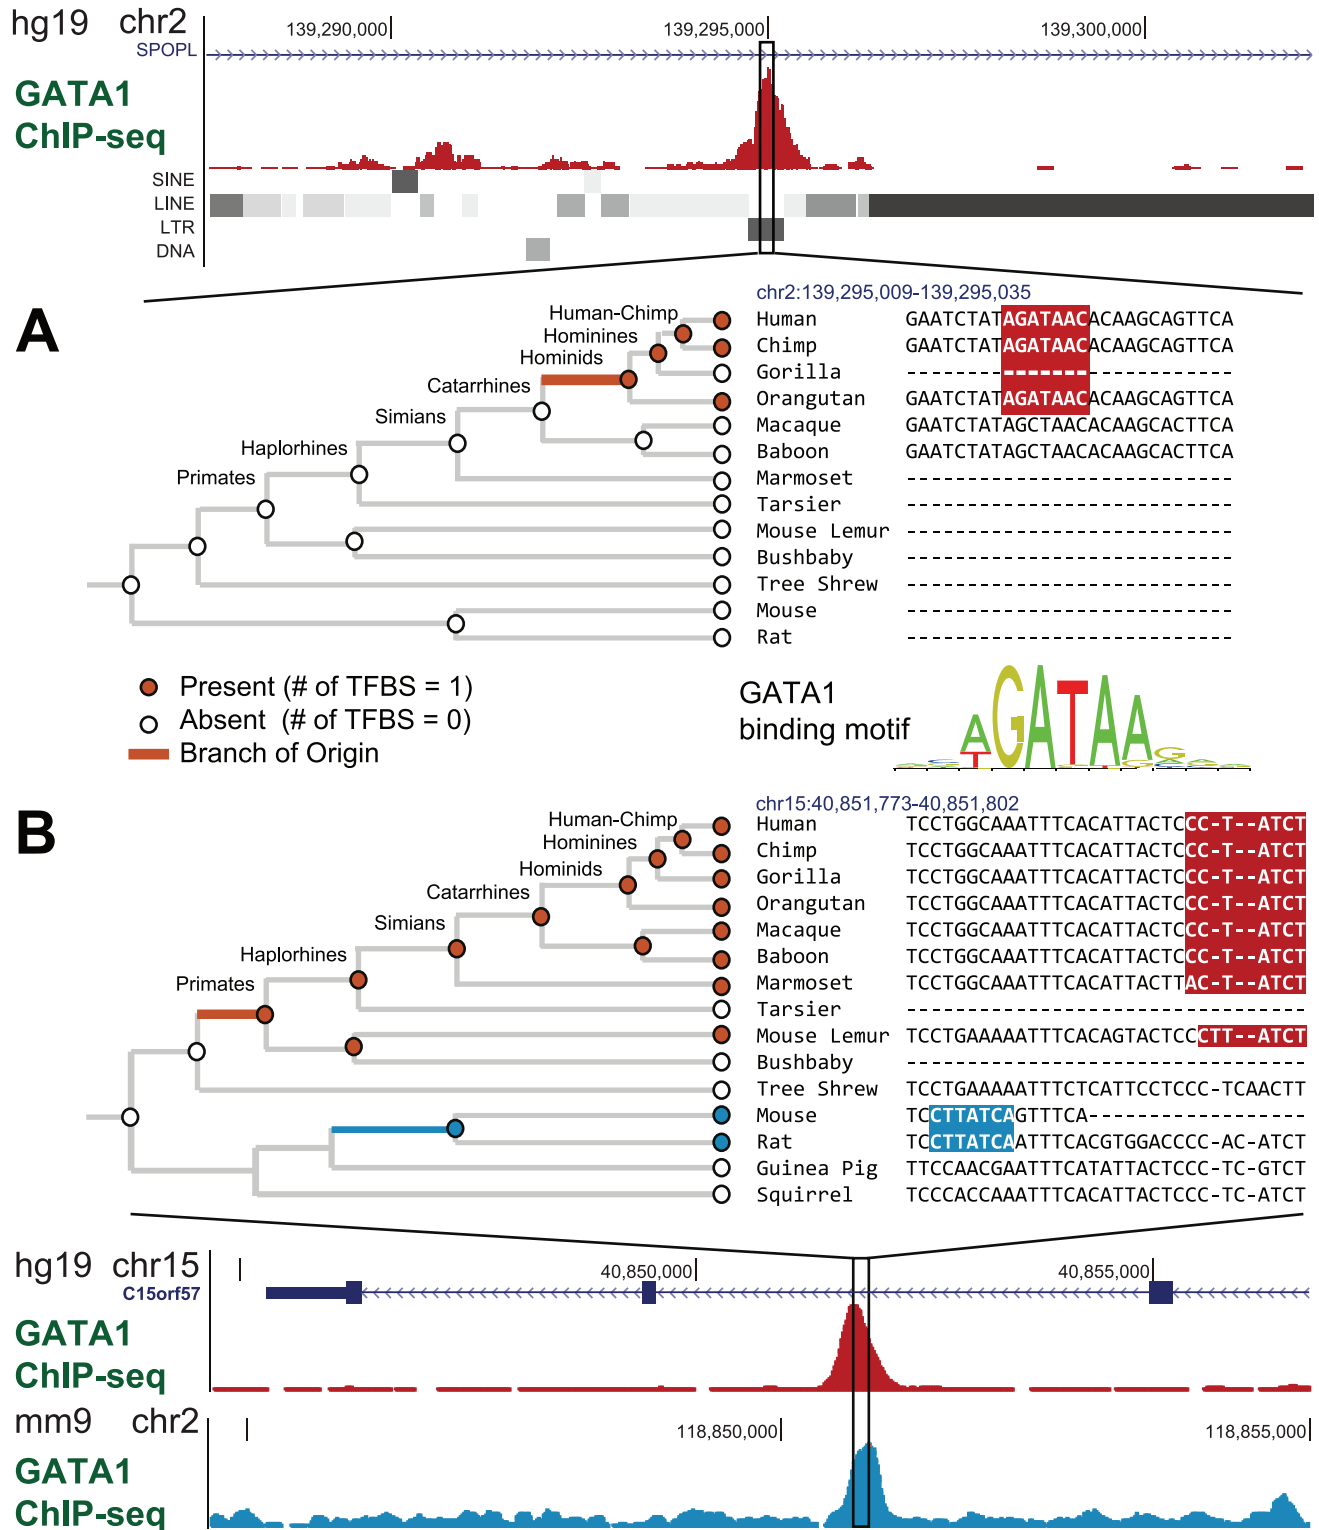 hg19 chr2 139,290,000 139,295,000 139,300,000
SPOPL
GATA1
ChIP-seq
SINE
LINE
LTR
DNA
A
chr2:139,295,009-139,295,035
Human-Chimp
Hominines
Hominids
Catarrhines
Simians
Haplorhines
Primates
Human GAATCTATAGATAACACAAGCAGTTCA
Chimp GAATCTATAGATAACACAAGCAGTTCA
Gorilla ---------------------------
Orangutan GAATCTATAGATAACACAAGCAGTTCA
Macaque GAATCTATAGCTAACACAAGCACTTCA
Baboon GAATCTATAGCTAACACAAGCACTTCA
Marmoset ---------------------------
Tarsier ---------------------------
Mouse Lemur ---------------------------
Bushbaby ---------------------------
Tree Shrew ---------------------------
Mouse ---------------------------
Rat ---------------------------
Present (# of TFBS = 1)
Absent (# of TFBS = 0)
Branch of Origin
GATA1
binding motif
AGATAAG
T
B
chr15:40,851,773-40,851,802
Human-Chimp
Hominines
Hominids
Catarrhines
Simians
Haplorhines
Primates
Human TCCTGGCAAATTTCACATTACTCCC-T--ATCT
Chimp TCCTGGCAAATTTCACATTACTCCC-T--ATCT
Gorilla TCCTGGCAAATTTCACATTACTCCC-T--ATCT
Orangutan TCCTGGCAAATTTCACATTACTCCC-T--ATCT
Macaque TCCTGGCAAATTTCACATTACTCCC-T--ATCT
Baboon TCCTGGCAAATTTCACATTACTCCC-T--ATCT
Marmoset TCCTGGCAAATTTCACATTACTTAC-T--ATCT
Tarsier ---------------------------------
Mouse Lemur TCCTGAAAAATTTCACAGTACTCCCTT--ATCT
Bushbaby ---------------------------------
Tree Shrew TCCTGAAAAATTTCTCATTCCTCCC-TCAACTT
Mouse TCCTTATCAGTTTCA------------------
Rat TCCTTATCAATTTCACGTGGACCCC-AC-ATCT
Guinea Pig TTCCAACGAATTTCATATTACTCCC-TC-GTCT
Squirrel TCCCACCAAATTTCACATTACTCCC-TC-ATCT
hg19 chr15 40,850,000 40,855,000
C15orf57
GATA1
ChIP-seq
mm9 chr2 118,850,000 118,855,000
GATA1
ChIP-seq